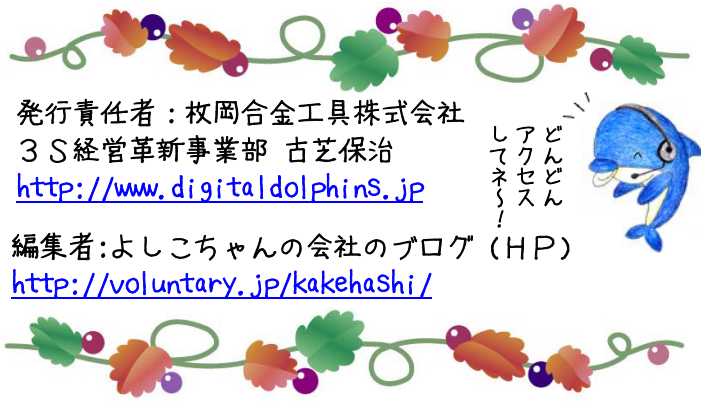 発行責任者：枚岡合金工具株式会社
３Ｓ経営革新事業部 古芝保治
http://www.digitaldolphins.jp
どんどん
アクセス
してネ～！
編集者:よしこちゃんの会社のブログ（ＨＰ）
http://voluntary.jp/kakehashi/